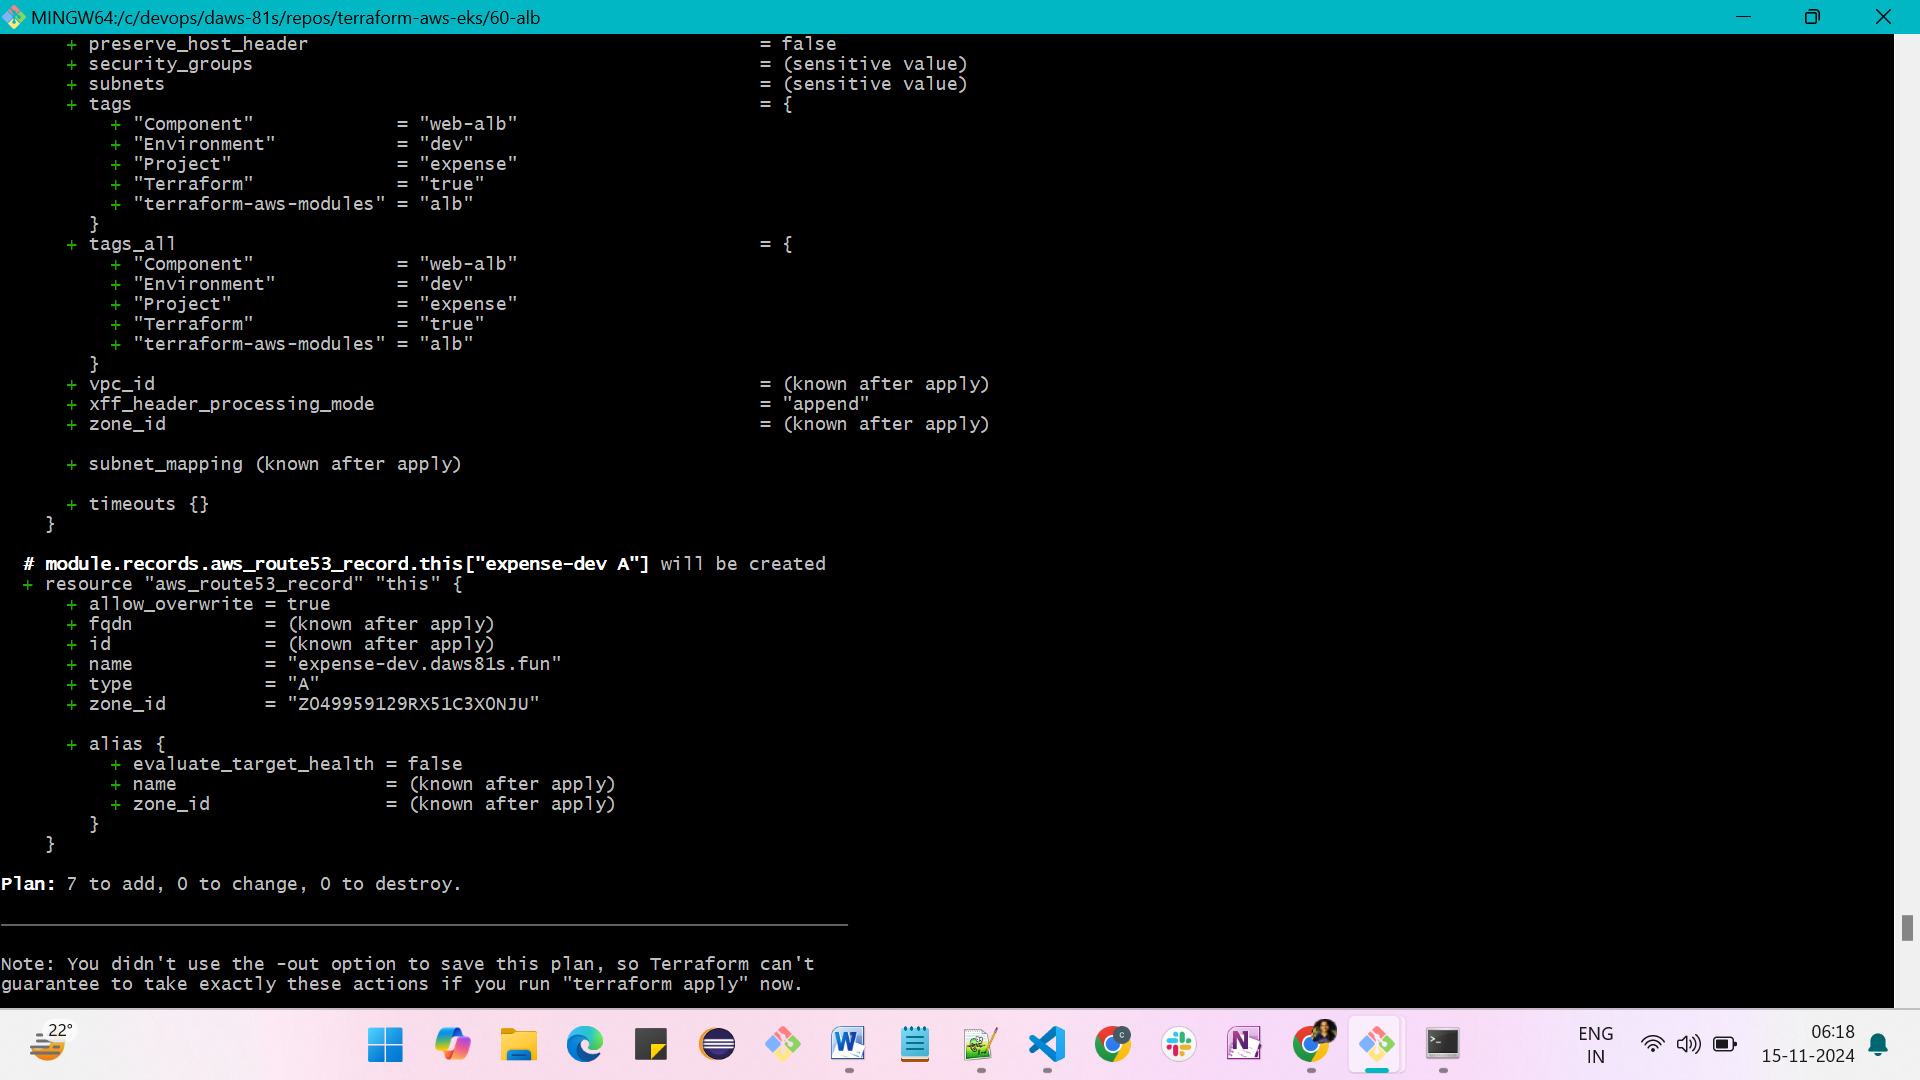 MINGW64:/c/devops/daws-81s/repos/terraform-aws-eks/60-alb
      + preserve_host_header                                         = false
      + security_groups                                              = (sensitive value)
      + subnets                                                      = (sensitive value)
      + tags                                                         = {
          + "Component"             = "web-alb"
          + "Environment"           = "dev"
          + "Project"               = "expense"
          + "Terraform"             = "true"
          + "terraform-aws-modules" = "alb"
        }
      + tags_all                                                     = {
          + "Component"             = "web-alb"
          + "Environment"           = "dev"
          + "Project"               = "expense"
          + "Terraform"             = "true"
          + "terraform-aws-modules" = "alb"
        }
      + vpc_id                                                       = (known after apply)
      + xff_header_processing_mode                                   = "append"
      + zone_id                                                      = (known after apply)
      + subnet_mapping (known after apply)
      + timeouts {}
    }
  # module.records.aws_route53_record.this["expense-dev A"] will be created
  + resource "aws_route53_record" "this" {
      + allow_overwrite = true
      + fqdn            = (known after apply)
      + id              = (known after apply)
      + name            = "expense-dev.daws81s.fun"
      + type            = "A"
      + zone_id         = "Z049959129RX51C3X0NJU"
      + alias {
          + evaluate_target_health = false
          + name                   = (known after apply)
          + zone_id                = (known after apply)
        }
    }
Plan: 7 to add, 0 to change, 0 to destroy.
Note: You didn't use the -out option to save this plan, so Terraform can't
guarantee to take exactly these actions if you run "terraform apply" now.
22°
ENG
IN
06:18
15-11-2024